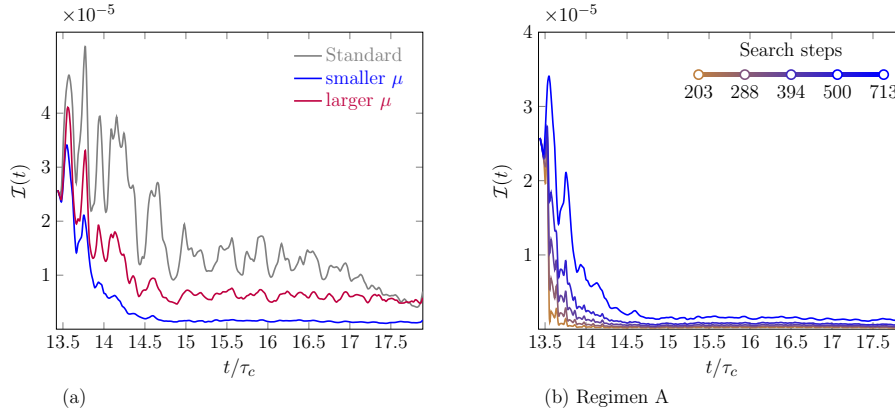 ×10⁻⁵
5
4
3
2
1
I(t)
Standard
smaller μ
larger μ
13.5 14 14.5 15 15.5 16 16.5 17 17.5
t/τc
(a)
×10⁻⁵
4
3
2
1
0
I(t)
Search steps
203 288 394 500 713
13.5 14 14.5 15 15.5 16 16.5 17 17.5
t/τc
(b) Regimen A